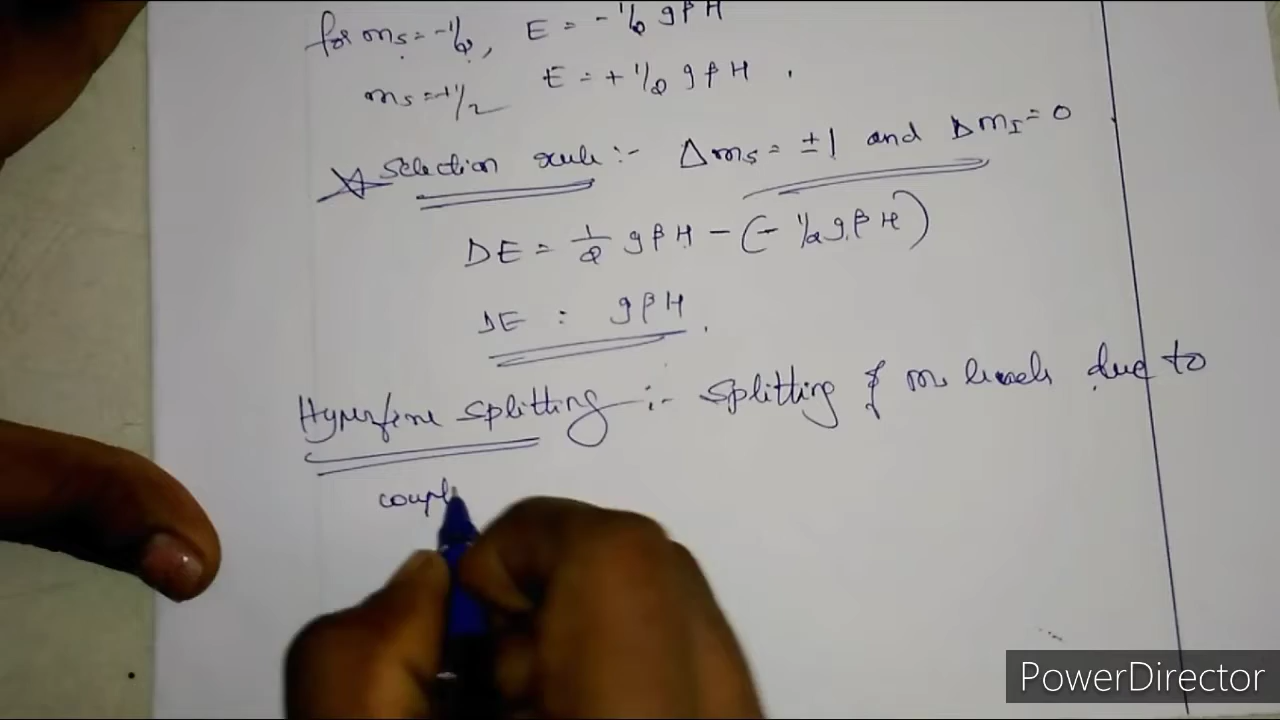 for ms = -1/2, E = -1/2 gβH
ms = +1/2 E = +1/2 gβH .
Selection rule :- Δms = ±1 and ΔmI = 0
DE = 1/2 gβH - (- 1/2 gβH)
ΔE : gβH .
Hyperfine splitting :- splitting of ms levels due to
coupl
PowerDirector